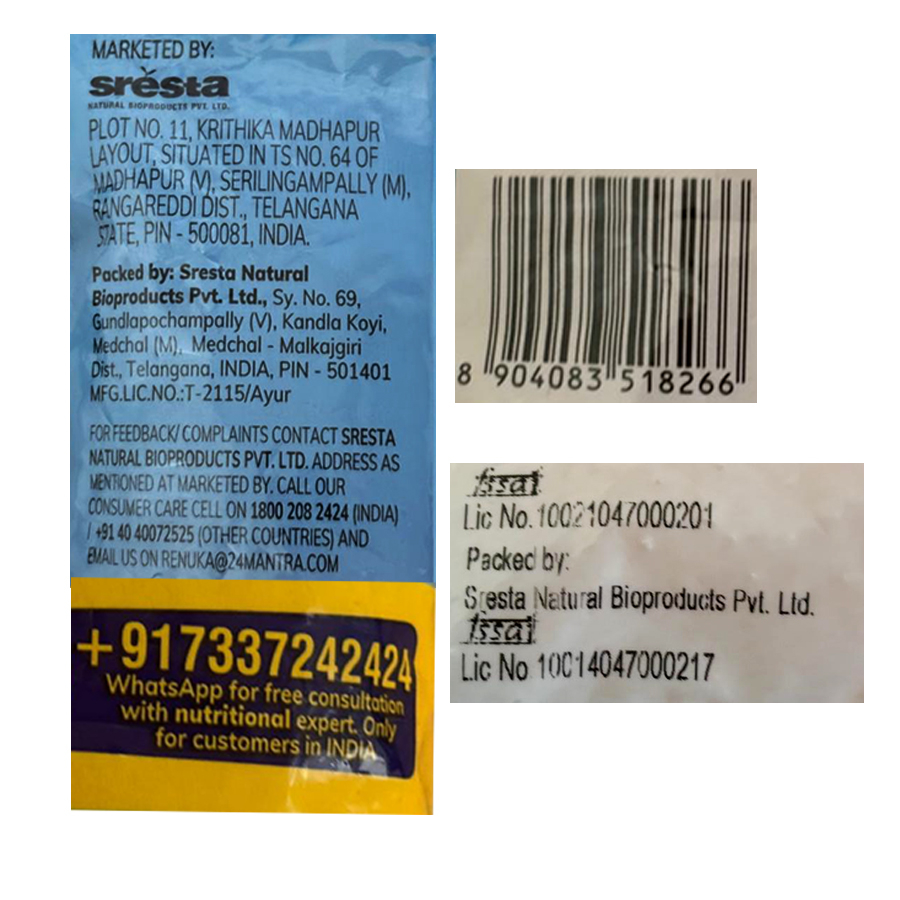 MARKETED BY:
srěsta
NATURAL BIOPRODUCTS PVT. LTD.
PLOT NO. 11, KRITHIKA MADHAPUR
LAYOUT, SITUATED IN TS NO. 64 OF
MADHAPUR (V), SERILINGAMPALLY (M),
RANGAREDDI DIST., TELANGANA
STATE, PIN - 500081, INDIA.
Packed by: Sresta Natural
Bioproducts Pvt. Ltd., Sy. No. 69,
Gundlapochampally (V), Kandla Koyi,
Medchal (M), Medchal - Malkajgiri
Dist., Telangana, INDIA, PIN - 501401
MFG.LIC.NO.:T-2115/Ayur
FOR FEEDBACK/ COMPLAINTS CONTACT SRESTA
NATURAL BIOPRODUCTS PVT. LTD. ADDRESS AS
MENTIONED AT MARKETED BY. CALL OUR
CONSUMER CARE CELL ON 1800 208 2424 (INDIA)
/ +91 40 40072525 (OTHER COUNTRIES) AND
EMAIL US ON RENUKA@24MANTRA.COM
+917337242424
WhatsApp for free consultation
with nutritional expert. Only
for customers in INDIA
8 904083 518266
fssai
Lic No.10021047000201
Packed by:
Sresta Natural Bioproducts Pvt. Ltd.
fssai
Lic No 10014047000217